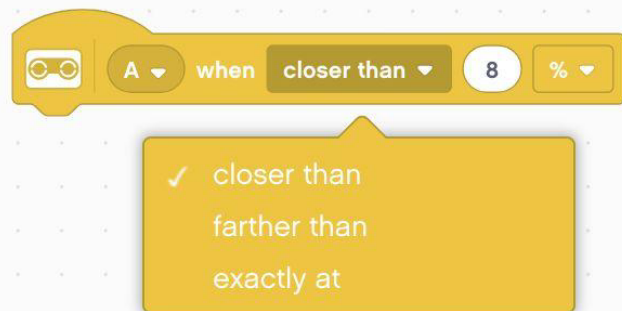 A when closer than 8 %
closer than
farther than
exactly at